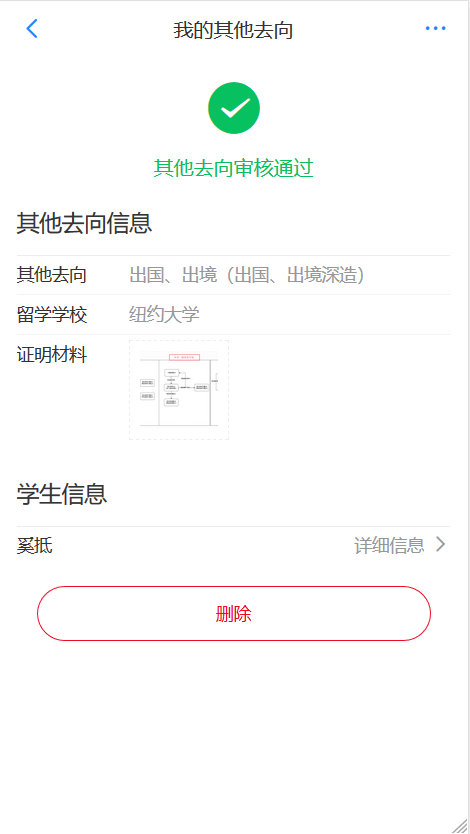 我的其他去向
其他去向审核通过
其他去向信息
其他去向 出国、出境（出国、出境深造）
留学学校 纽约大学
证明材料
学生信息
奚抵 详细信息
删除